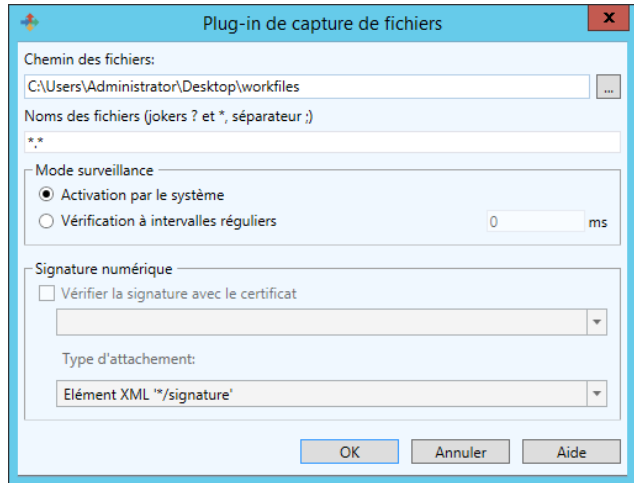 Plug-in de capture de fichiers
x
Chemin des fichiers:
C:\Users\Administrator\Desktop\workfiles
...
Noms des fichiers (jokers ? et *, séparateur ;)
*.*
Mode surveillance
Activation par le système
Vérification à intervalles réguliers
0 ms
Signature numérique
Vérifier la signature avec le certificat
Type d'attachement:
Elément XML '*/signature'
OK Annuler Aide